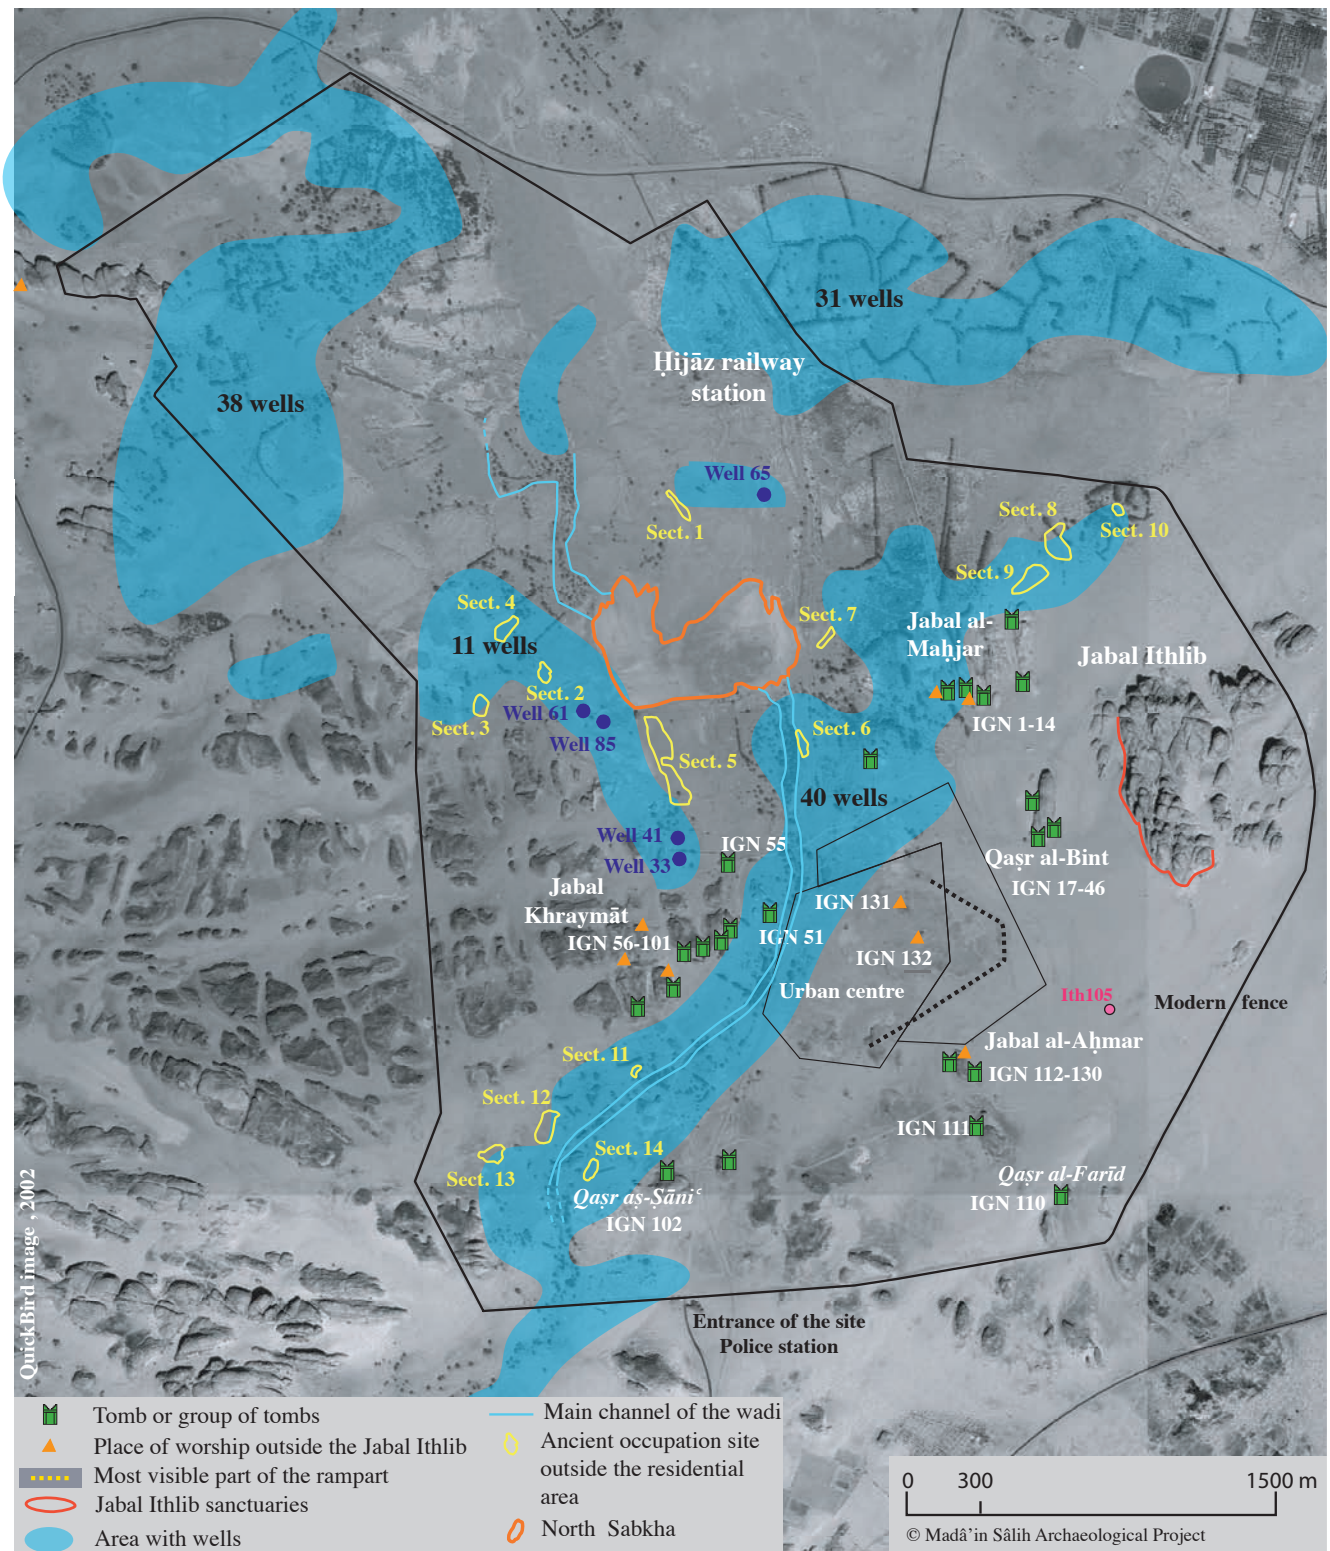 31 wells
Ḥijāz railway
station
38 wells
Well 65
Sect. 1
Sect. 8
Sect. 10
Sect. 9
Sect. 4
11 wells
Sect. 7
Jabal al-
Maḥjar
Jabal Ithlib
Sect. 2
Sect. 3
Well 61
Well 85
Sect. 6
IGN 1-14
Sect. 5
40 wells
Well 41
Well 33
IGN 55
Qaṣr al-Bint
IGN 17-46
Jabal
Khraymāt
IGN 56-101
IGN 51
IGN 131
IGN 132
Urban centre
Ith105
Modern fence
Jabal al-Aḥmar
IGN 112-130
Sect. 11
Sect. 12
IGN 111
Sect. 13
Sect. 14
Qaṣr aṣ-Ṣāniʿ
IGN 102
Qaṣr al-Farīd
IGN 110
QuickBird image , 2002
Entrance of the site
Police station
Tomb or group of tombs
Place of worship outside the Jabal Ithlib
Most visible part of the rampart
Jabal Ithlib sanctuaries
Area with wells
Main channel of the wadi
Ancient occupation site
outside the residential
area
North Sabkha
0 300 1500 m
© Madâ'in Sâlih Archaeological Project